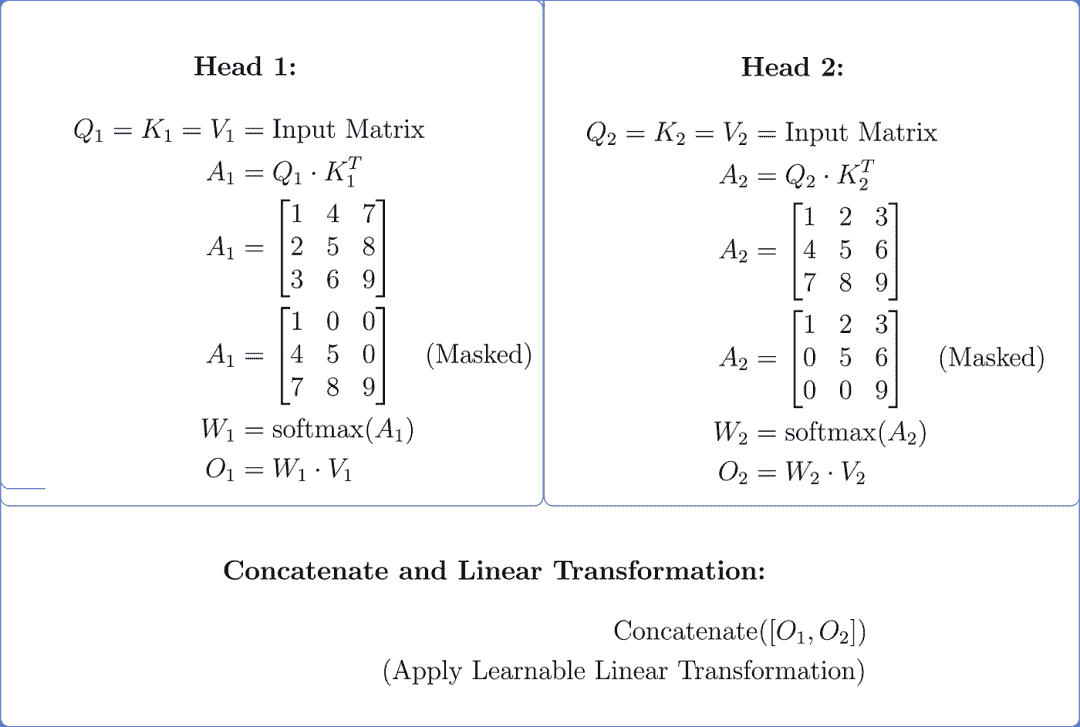 Head 1:
Q₁ = K₁ = V₁ = Input Matrix
A₁ = Q₁ · K₁ᵀ
A₁ = [1 4 7
2 5 8
3 6 9]
A₁ = [1 0 0
4 5 0
7 8 9] (Masked)
W₁ = softmax(A₁)
O₁ = W₁ · V₁
Head 2:
Q₂ = K₂ = V₂ = Input Matrix
A₂ = Q₂ · K₂ᵀ
A₂ = [1 2 3
4 5 6
7 8 9]
A₂ = [1 2 3
0 5 6
0 0 9] (Masked)
W₂ = softmax(A₂)
O₂ = W₂ · V₂
Concatenate and Linear Transformation:
Concatenate([O₁, O₂])
(Apply Learnable Linear Transformation)